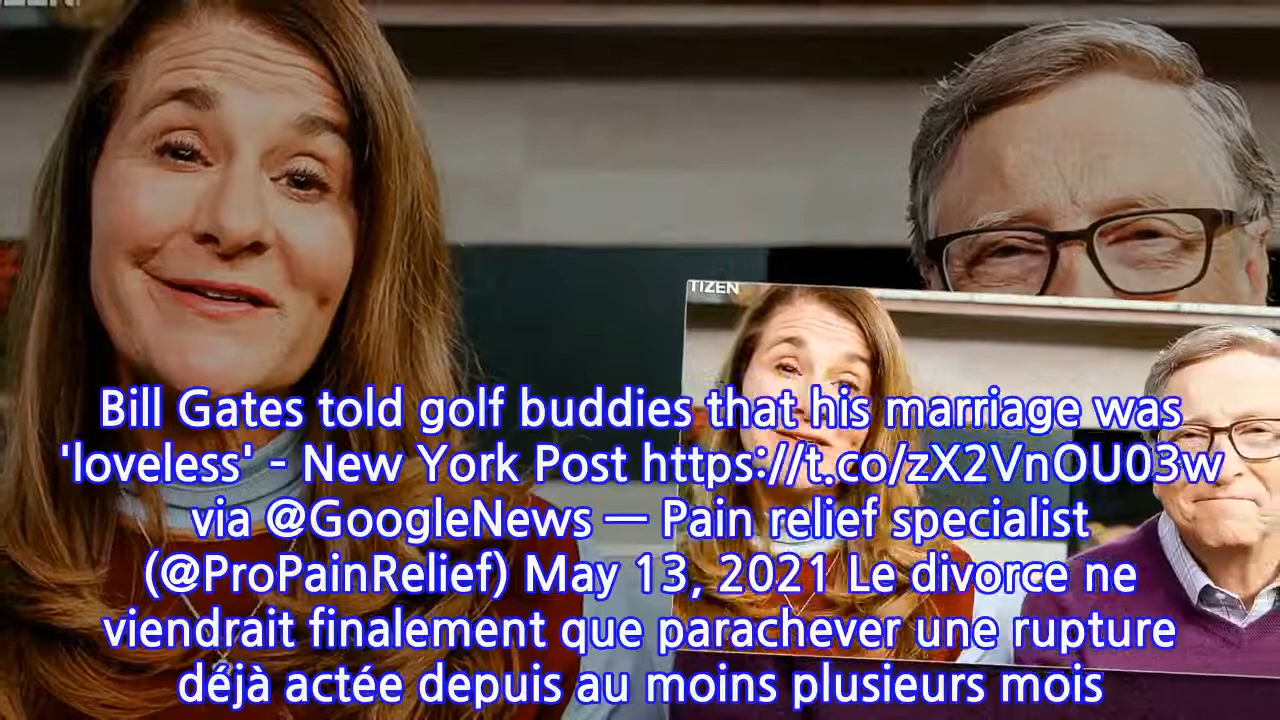 TIZEN
Bill Gates told golf buddies that his marriage was
'loveless' - New York Post https://t.co/zX2VnOU03w
via @GoogleNews — Pain relief specialist
(@ProPainRelief) May 13, 2021 Le divorce ne
viendrait finalement que parachever une rupture
déjà actée depuis au moins plusieurs mois